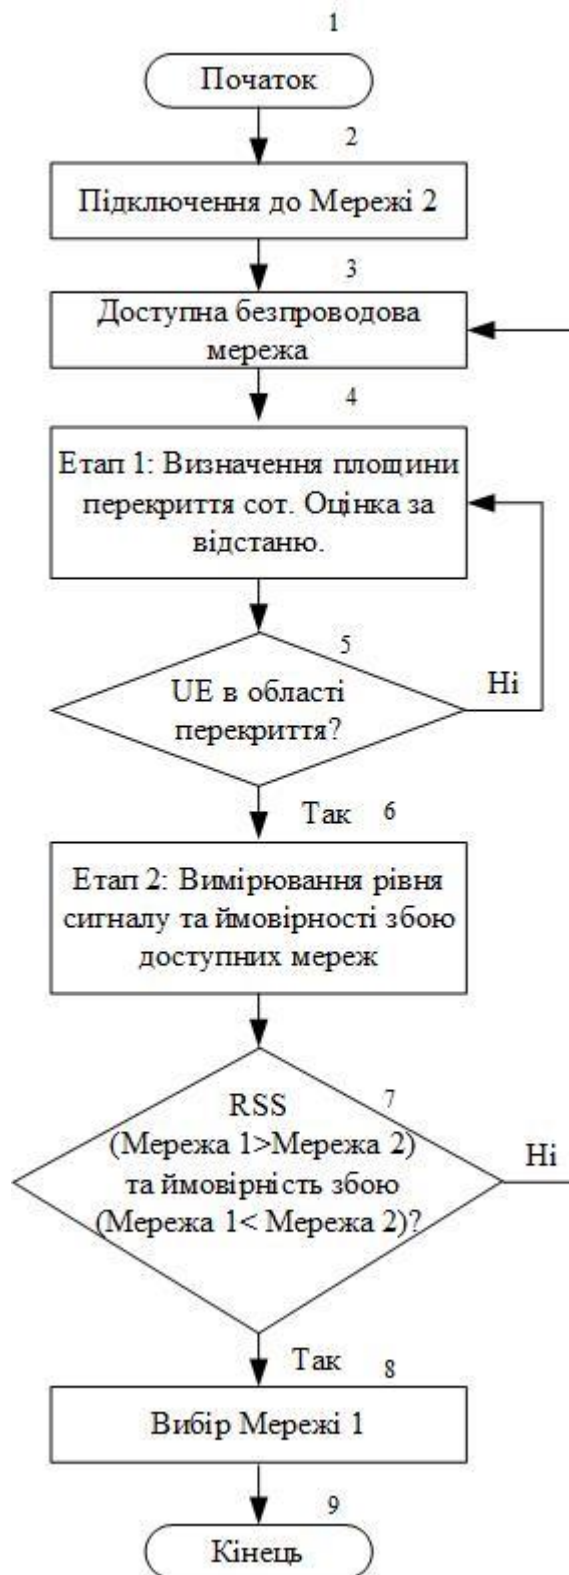 1
Початок
2
Підключення до Мережі 2
3
Доступна безпроводова
мережа
4
Етап 1: Визначення площини
перекриття сот. Оцінка за
відстаню.
5
UE в області
перекриття?
Ні
Так
6
Етап 2: Вимірювання рівня
сигналу та ймовірності збою
доступних мереж
7
RSS
(Мережа 1>Мережа 2)
та ймовірність збою
(Мережа 1< Мережа 2)?
Ні
Так
8
Вибір Мережі 1
9
Кінець